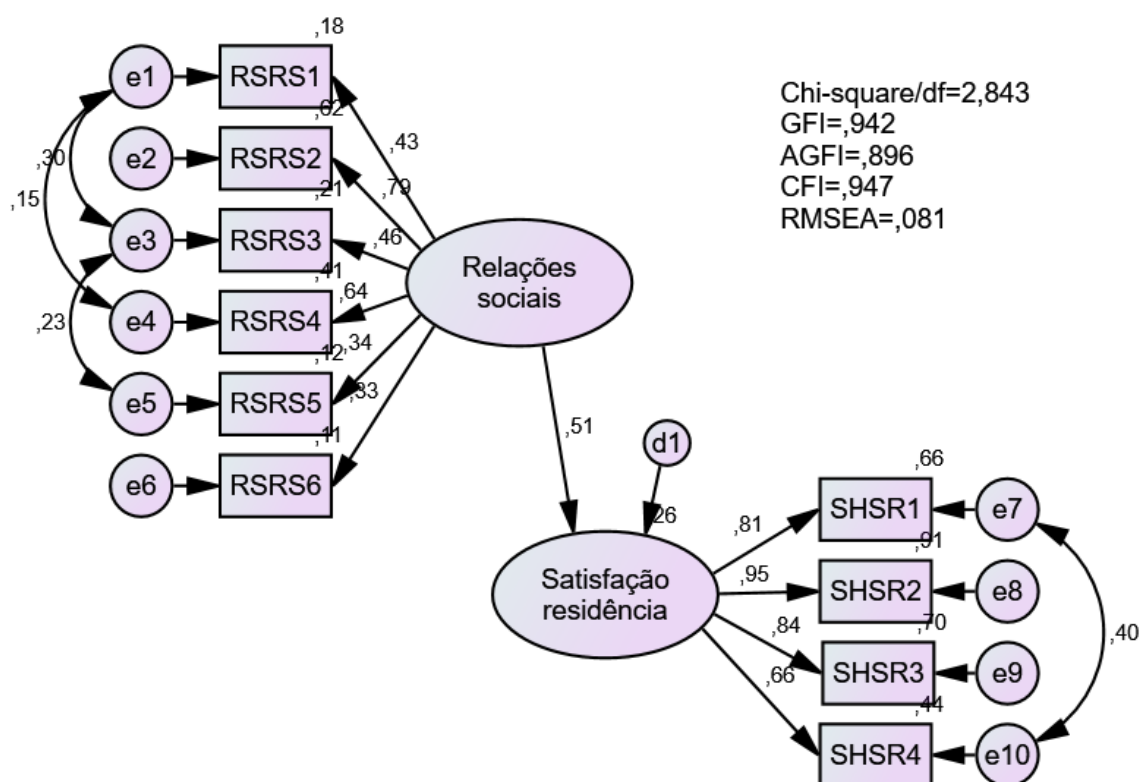 ,18
e1
RSRS1
,62
e2
RSRS2
,21
e3
RSRS3
,41
e4
RSRS4
,12
e5
RSRS5
,11
e6
RSRS6
,30
,15
,23
,43
,79
,46
,64
,34
,33
Relações
sociais
Chi-square/df=2,843
GFI=,942
AGFI=,896
CFI=,947
RMSEA=,081
,51
d1
,26
Satisfação
residência
,81
,95
,84
,66
,66
SHSR1
e7
,91
SHSR2
e8
,70
SHSR3
e9
,44
SHSR4
e10
,40